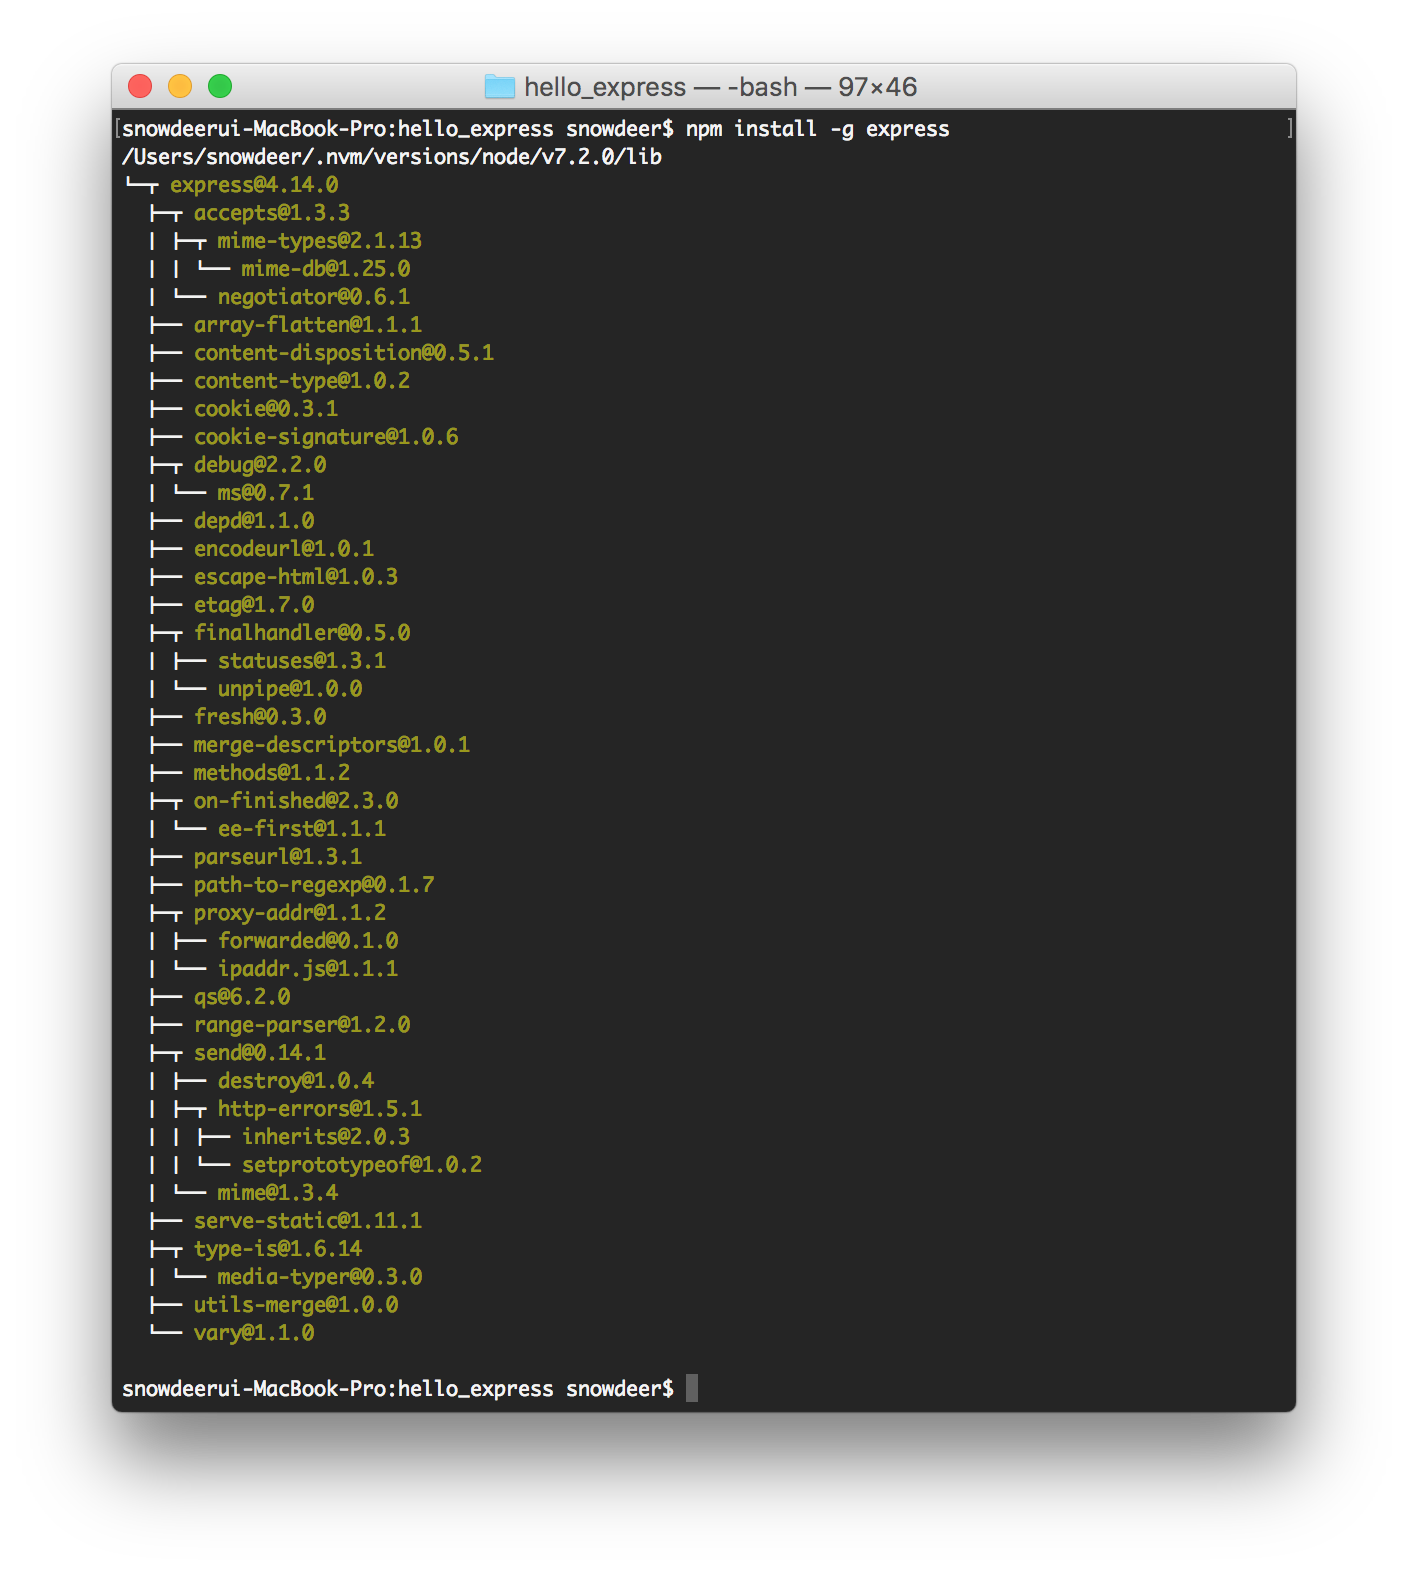 hello_express — -bash — 97×46
[snowdeerui-MacBook-Pro:hello_express snowdeer$ npm install -g express ]
/Users/snowdeer/.nvm/versions/node/v7.2.0/lib
└─┬ express@4.14.0
  ├─┬ accepts@1.3.3
  │ ├─┬ mime-types@2.1.13
  │ │ └── mime-db@1.25.0
  │ └── negotiator@0.6.1
  ├── array-flatten@1.1.1
  ├── content-disposition@0.5.1
  ├── content-type@1.0.2
  ├── cookie@0.3.1
  ├── cookie-signature@1.0.6
  ├─┬ debug@2.2.0
  │ └── ms@0.7.1
  ├── depd@1.1.0
  ├── encodeurl@1.0.1
  ├── escape-html@1.0.3
  ├── etag@1.7.0
  ├─┬ finalhandler@0.5.0
  │ ├── statuses@1.3.1
  │ └── unpipe@1.0.0
  ├── fresh@0.3.0
  ├── merge-descriptors@1.0.1
  ├── methods@1.1.2
  ├─┬ on-finished@2.3.0
  │ └── ee-first@1.1.1
  ├── parseurl@1.3.1
  ├── path-to-regexp@0.1.7
  ├─┬ proxy-addr@1.1.2
  │ ├── forwarded@0.1.0
  │ └── ipaddr.js@1.1.1
  ├── qs@6.2.0
  ├── range-parser@1.2.0
  ├─┬ send@0.14.1
  │ ├── destroy@1.0.4
  │ ├─┬ http-errors@1.5.1
  │ │ ├── inherits@2.0.3
  │ │ └── setprototypeof@1.0.2
  │ └── mime@1.3.4
  ├── serve-static@1.11.1
  ├─┬ type-is@1.6.14
  │ └── media-typer@0.3.0
  ├── utils-merge@1.0.0
  └── vary@1.1.0
snowdeerui-MacBook-Pro:hello_express snowdeer$